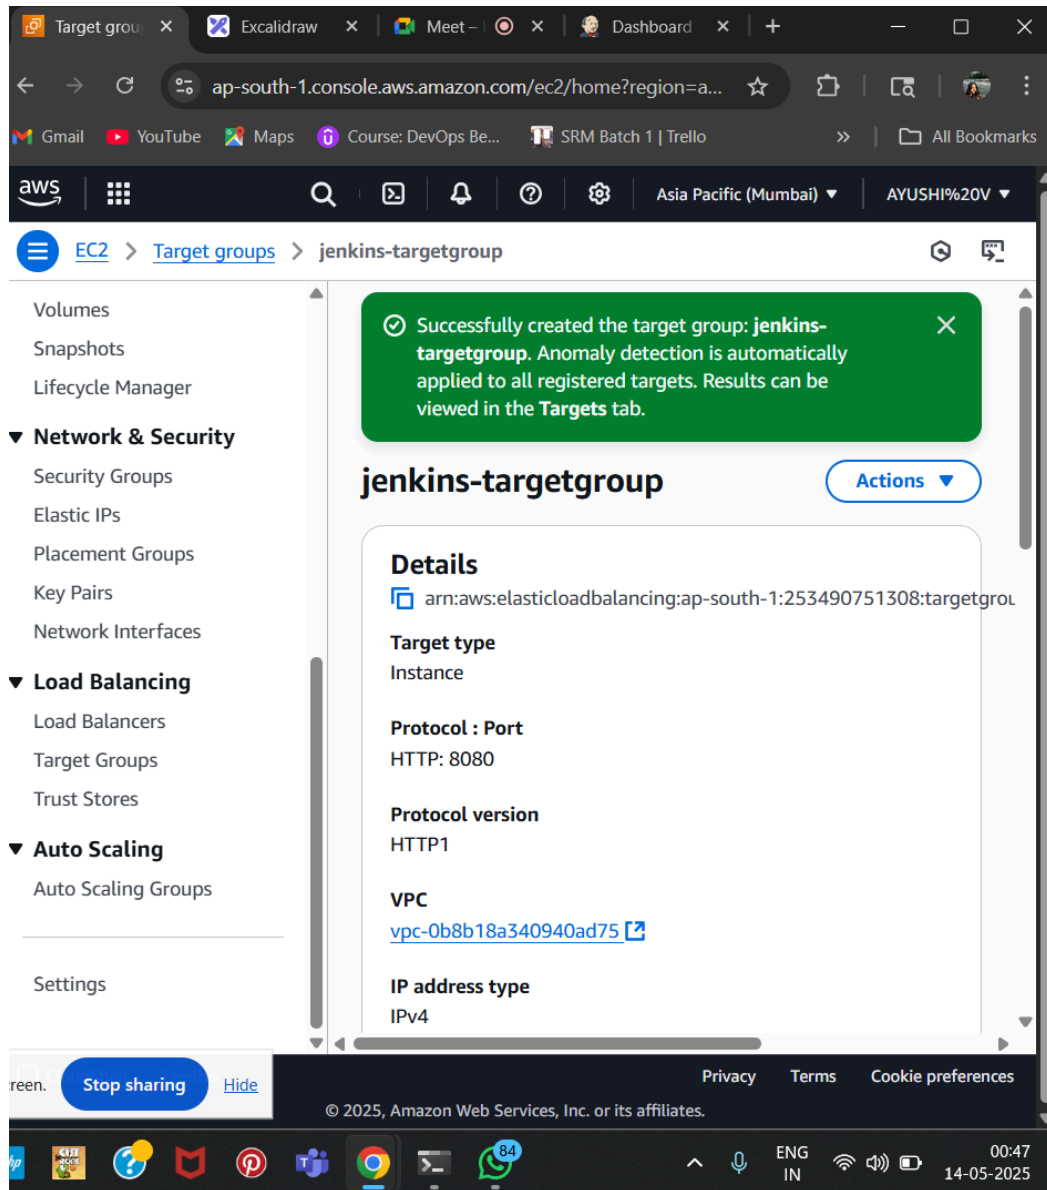 Target grou
Excalidraw
Meet –
Dashboard
ap-south-1.console.aws.amazon.com/ec2/home?region=a...
Gmail
YouTube
Maps
Course: DevOps Be...
SRM Batch 1 | Trello
All Bookmarks
aws
Asia Pacific (Mumbai)
AYUSHI%20V
EC2
Target groups
jenkins-targetgroup
Volumes
Snapshots
Lifecycle Manager
Network & Security
Security Groups
Elastic IPs
Placement Groups
Key Pairs
Network Interfaces
Load Balancing
Load Balancers
Target Groups
Trust Stores
Auto Scaling
Auto Scaling Groups
Settings
Successfully created the target group: jenkins-
targetgroup. Anomaly detection is automatically
applied to all registered targets. Results can be
viewed in the Targets tab.
jenkins-targetgroup
Actions
Details
arn:aws:elasticloadbalancing:ap-south-1:253490751308:targetgrou
Target type
Instance
Protocol : Port
HTTP: 8080
Protocol version
HTTP1
VPC
vpc-0b8b18a340940ad75
IP address type
IPv4
reen.
Stop sharing
Hide
Privacy
Terms
Cookie preferences
© 2025, Amazon Web Services, Inc. or its affiliates.
84
ENG
IN
00:47
14-05-2025